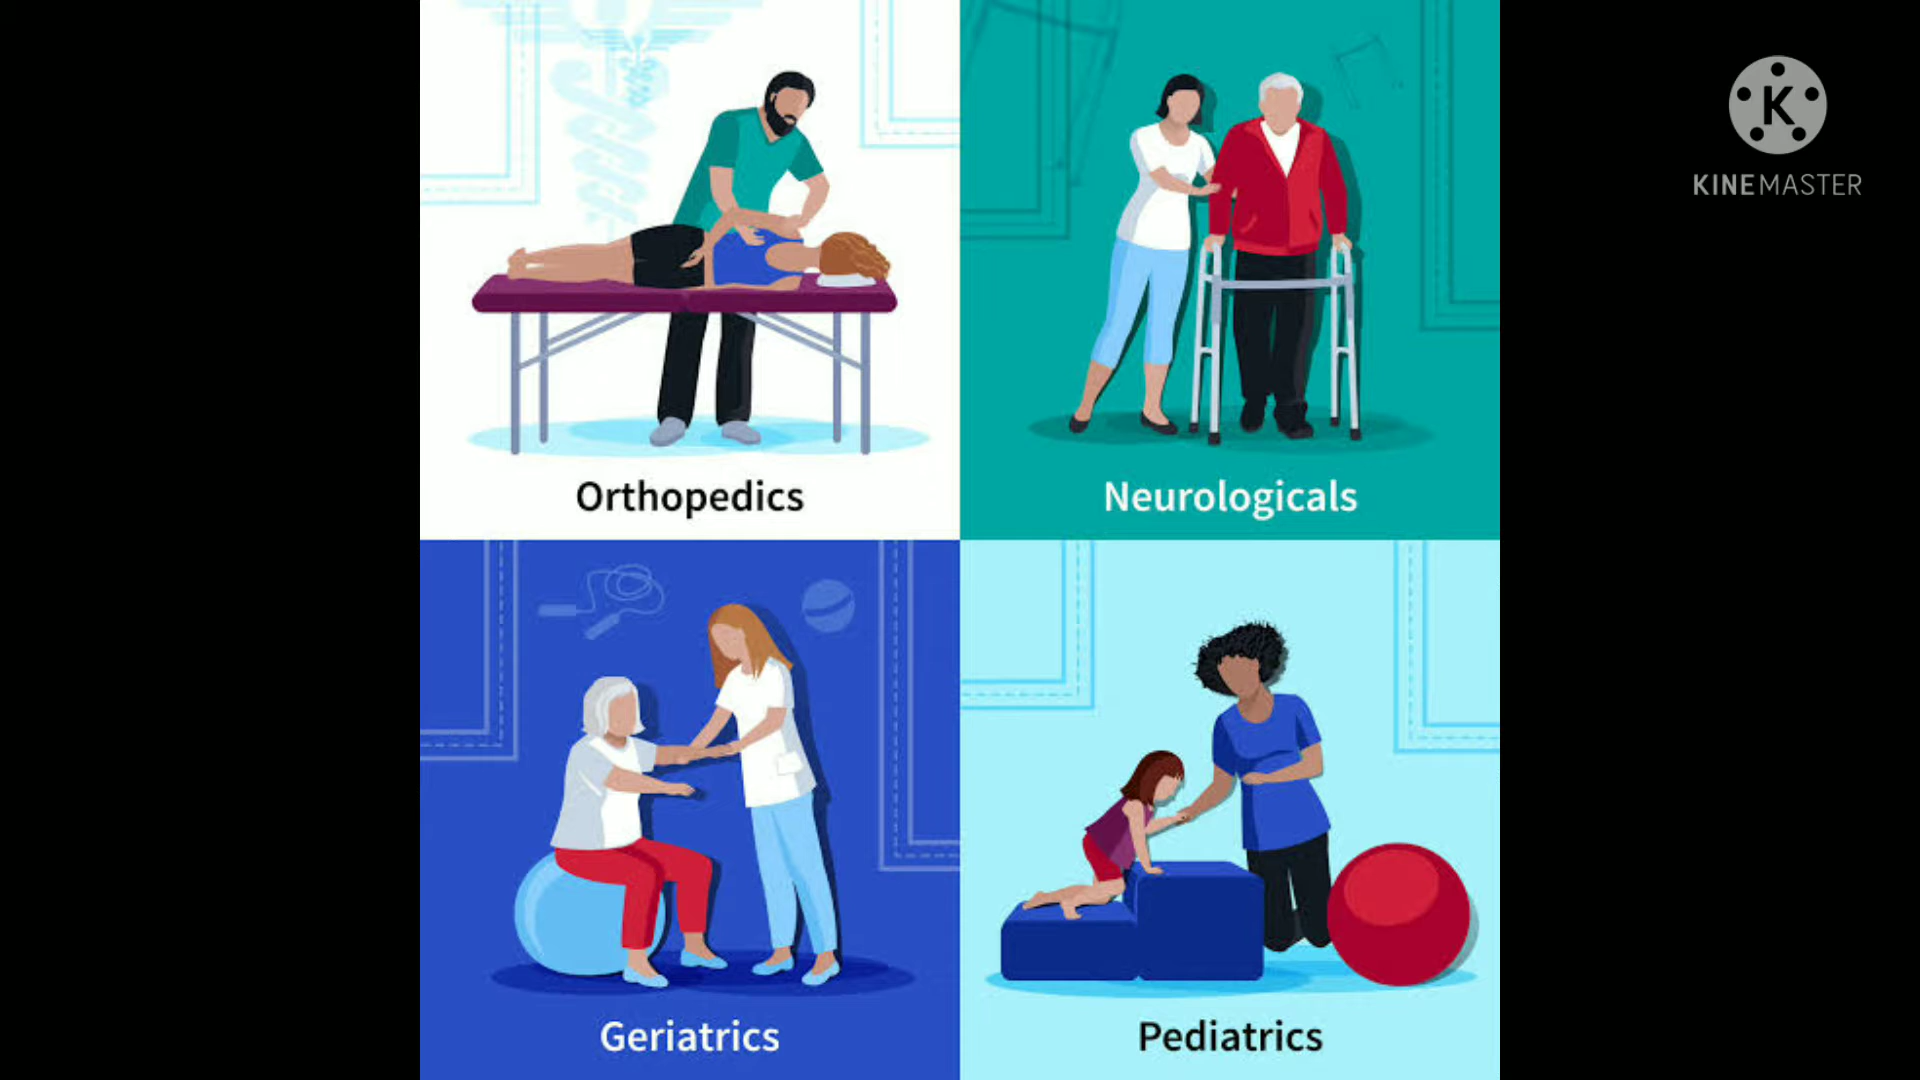 Orthopedics
Neurologicals
Geriatrics
Pediatrics
K
KINEMASTER